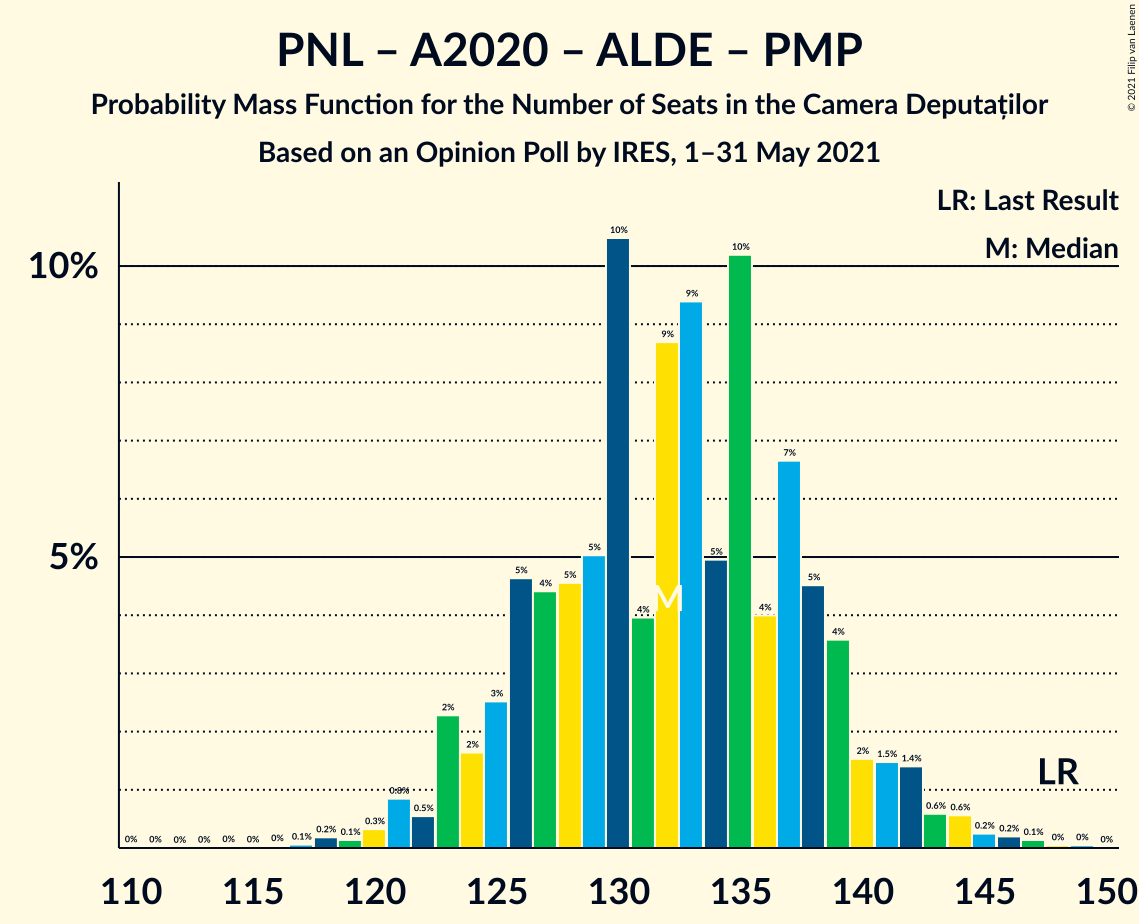 PNL – A2020 – ALDE – PMP
Probability Mass Function for the Number of Seats in the Camera Deputaților
Based on an Opinion Poll by IRES, 1–31 May 2021
© 2021 Filip van Laenen
LR: Last Result
M: Median
10%
5%
0% 0% 0% 0% 0% 0% 0% 0.1% 0.2% 0.1% 0.3% 0.8% 0.5% 2% 2% 3% 5% 4% 5% 5% 10% 4% 9% 9% 5% 10% 4% 7% 5% 4% 2% 1.5% 1.4% 0.6% 0.6% 0.2% 0.2% 0.1% 0% 0% 0%
M
LR
110 115 120 125 130 135 140 145 150